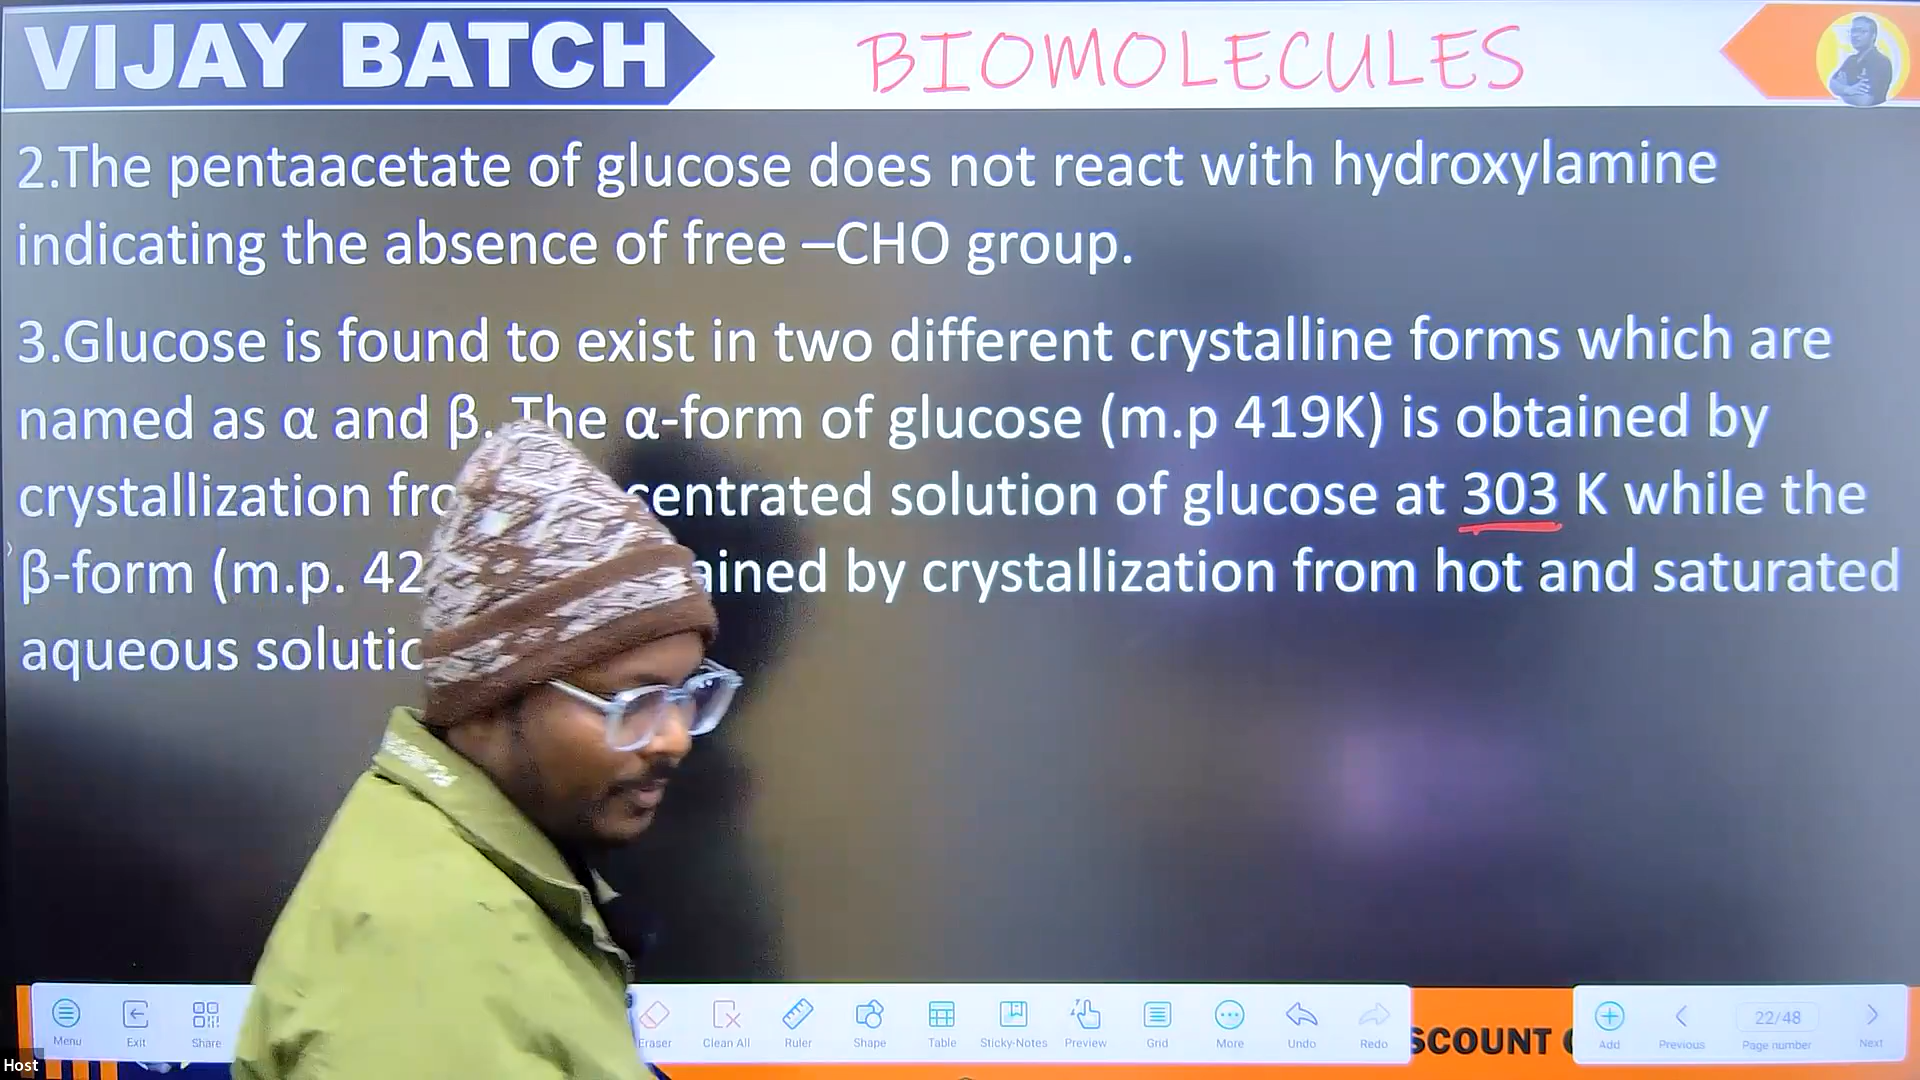 VIJAY BATCH
BIOMOLECULES
2.The pentaacetate of glucose does not react with hydroxylamine
indicating the absence of free –CHO group.
3.Glucose is found to exist in two different crystalline forms which are
named as α and β. The α-form of glucose (m.p 419K) is obtained by
crystallization centrated solution of glucose at 303 K while the
β-form (m.p. 42 ained by crystallization from hot and saturated
aqueous
Menu Exit Share Eraser Clean All Ruler Shape Table Sticky-Notes Preview Grid More Undo Redo
SCOUNT
Add Previous 22/48 Page number Next
Host